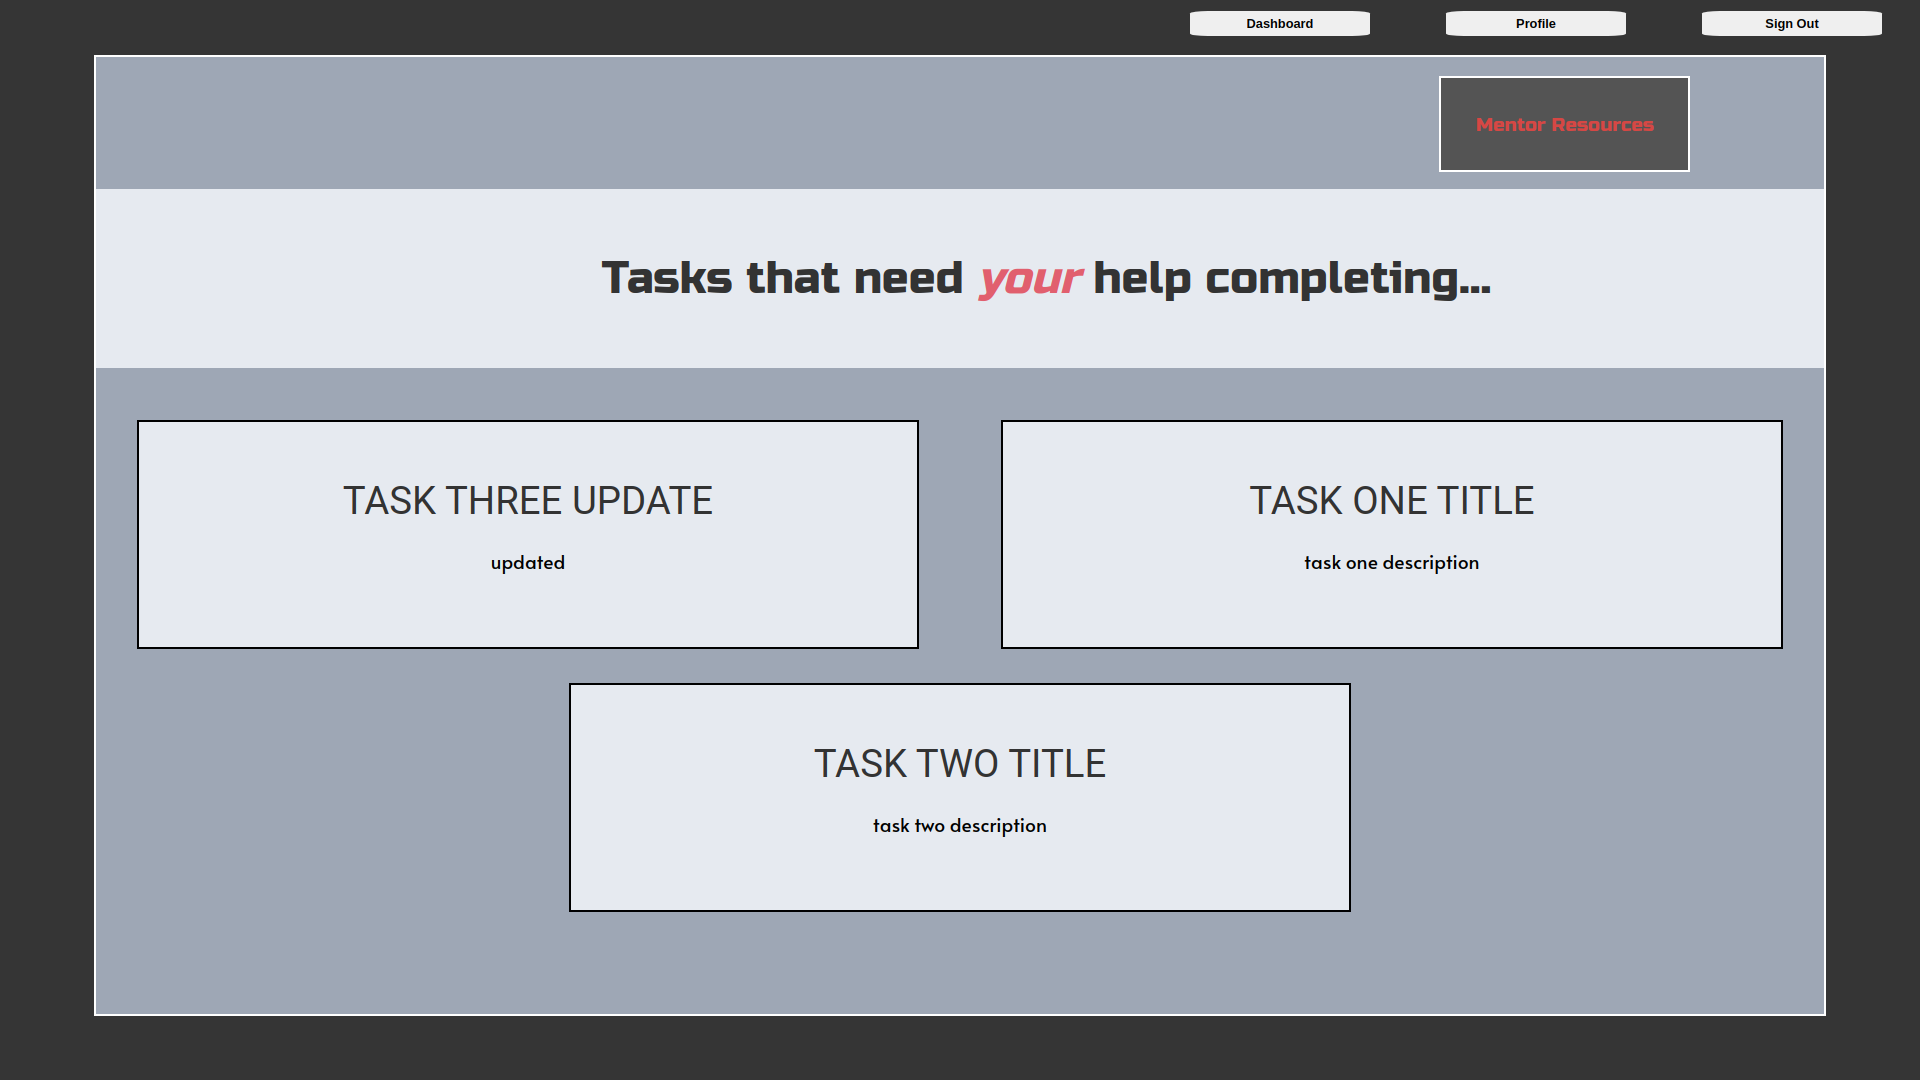 Dashboard
Profile
Sign Out
Mentor Resources
Tasks that need your help completing...
TASK THREE UPDATE
updated
TASK ONE TITLE
task one description
TASK TWO TITLE
task two description